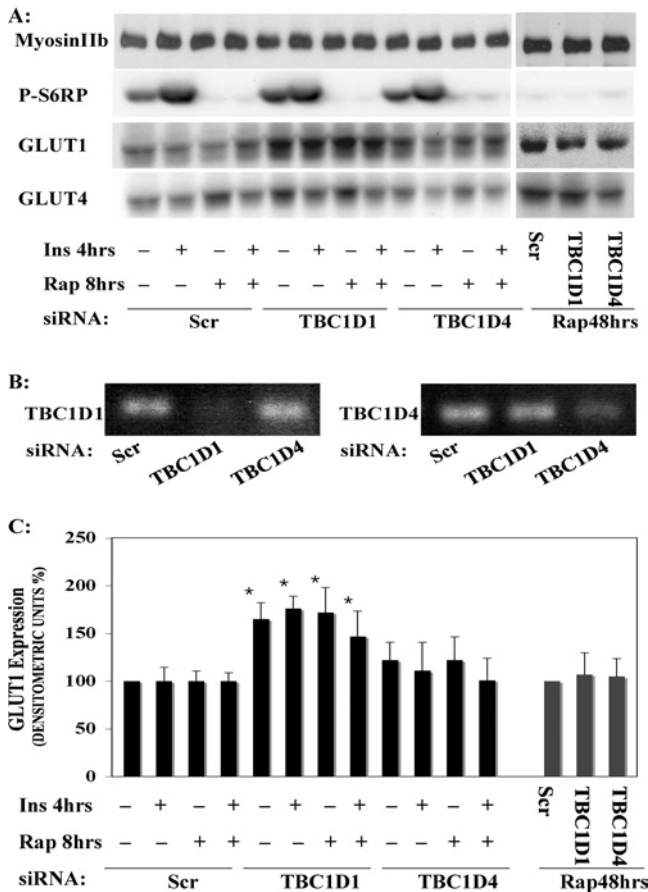 A:
MyosinIIb
P-S6RP
GLUT1
GLUT4
Ins 4hrs – + – + – + – + – + – +
Rap 8hrs – – + + – – + + – – + +
Scr TBC1D1 TBC1D4
siRNA: Scr TBC1D1 TBC1D4 Rap48hrs
B:
TBC1D1
siRNA: Scr TBC1D1 TBC1D4
TBC1D4
siRNA: Scr TBC1D1 TBC1D4
C:
GLUT1 Expression
(DENSITOMETRIC UNITS %)
250
200
150
100
50
0
* * * *
Ins 4hrs – + – + – + – + – + – +
Rap 8hrs – – + + – – + + – – + +
Scr TBC1D1 TBC1D4
siRNA: Scr TBC1D1 TBC1D4 Rap48hrs